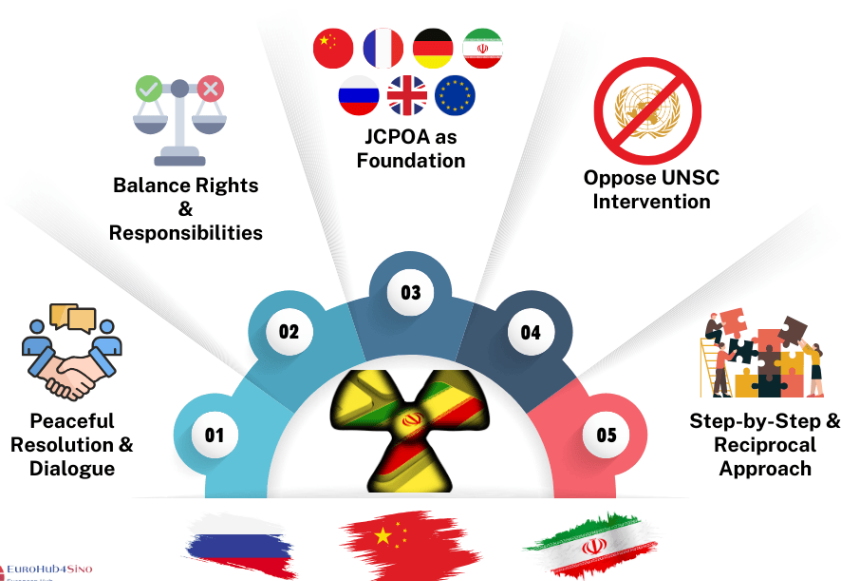 JCPOA as
Foundation
Balance Rights
&
Responsibilities
Oppose UNSC
Intervention
Peaceful
Resolution &
Dialogue
Step-by-Step &
Reciprocal
Approach
01
02
03
04
05
EuroHub4Sino